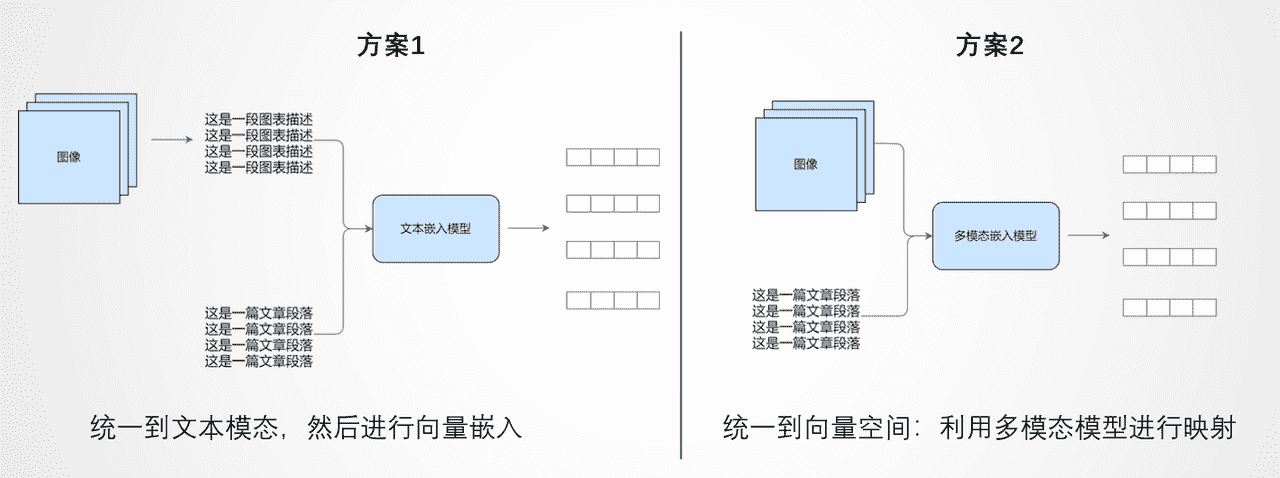 方案1
图像
这是一段图表描述
这是一段图表描述
这是一段图表描述
这是一段图表描述
文本嵌入模型
这是一篇文章段落
这是一篇文章段落
这是一篇文章段落
这是一篇文章段落
统一到文本模态，然后进行向量嵌入
方案2
图像
多模态嵌入模型
这是一篇文章段落
这是一篇文章段落
这是一篇文章段落
这是一篇文章段落
统一到向量空间：利用多模态模型进行映射